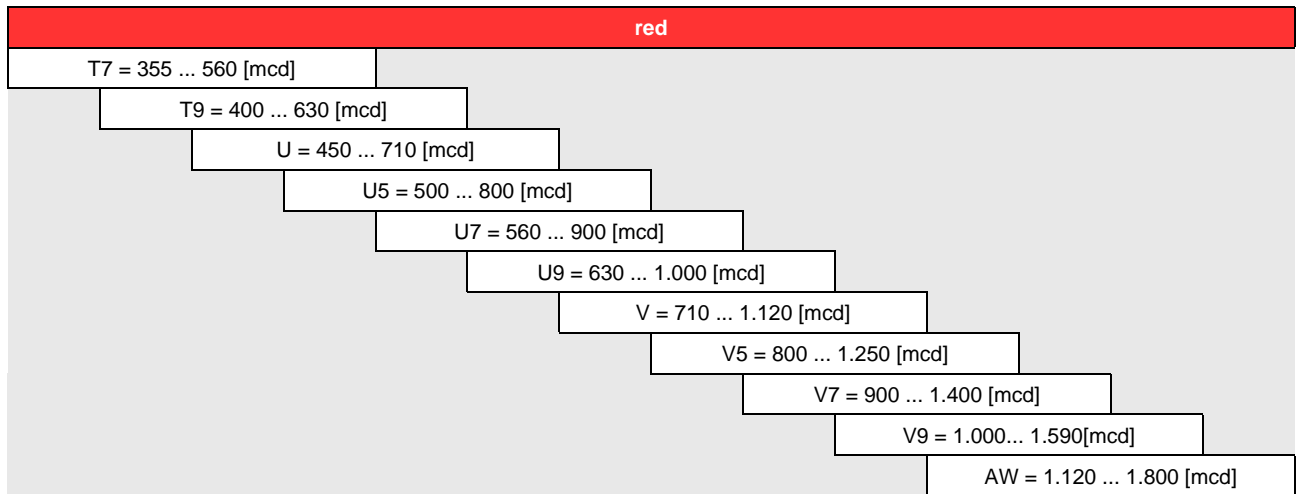 red
T7 = 355 ... 560 [mcd]
T9 = 400 ... 630 [mcd]
U = 450 ... 710 [mcd]
U5 = 500 ... 800 [mcd]
U7 = 560 ... 900 [mcd]
U9 = 630 ... 1.000 [mcd]
V = 710 ... 1.120 [mcd]
V5 = 800 ... 1.250 [mcd]
V7 = 900 ... 1.400 [mcd]
V9 = 1.000... 1.590[mcd]
AW = 1.120 ... 1.800 [mcd]